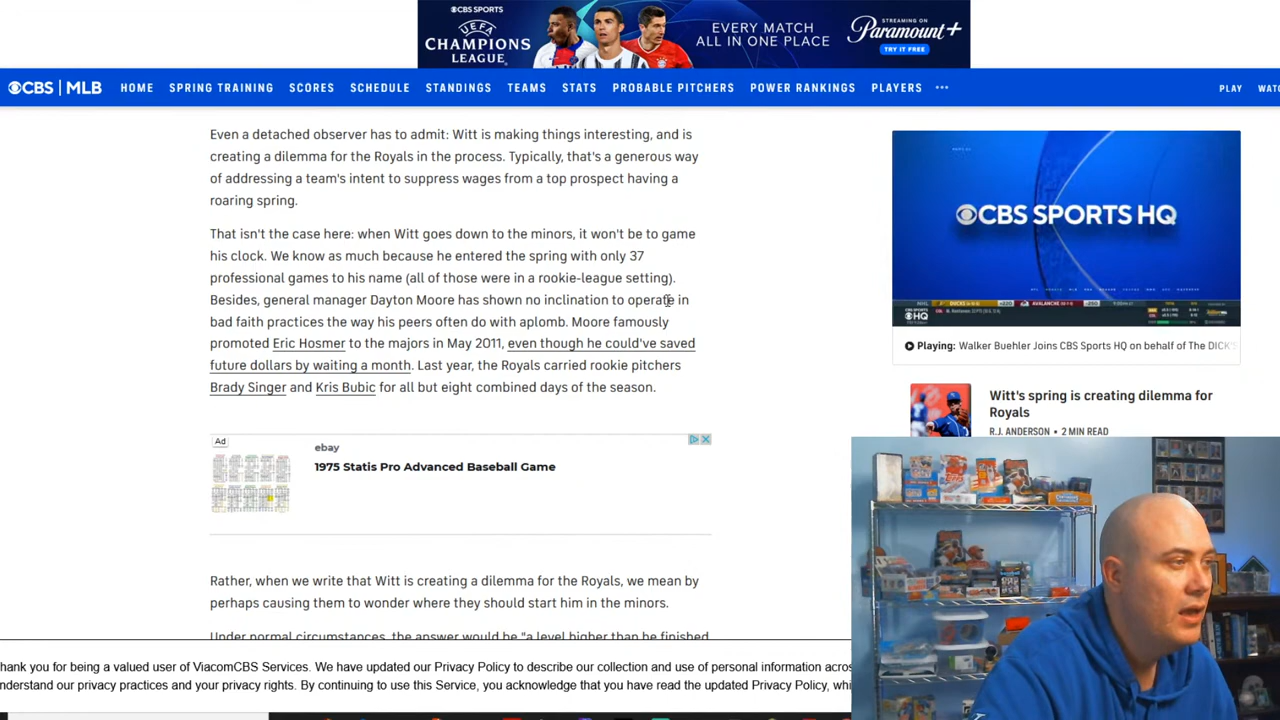 CBS SPORTS
UEFA
CHAMPIONS
LEAGUE
EVERY MATCH
ALL IN ONE PLACE
STREAMING ON
Paramount+
TRY IT FREE
CBS | MLB HOME SPRING TRAINING SCORES SCHEDULE STANDINGS TEAMS STATS PROBABLE PITCHERS POWER RANKINGS PLAYERS ••• PLAY WAT
Even a detached observer has to admit: Witt is making things interesting, and is
creating a dilemma for the Royals in the process. Typically, that's a generous way
of addressing a team's intent to suppress wages from a top prospect having a
roaring spring.
That isn't the case here: when Witt goes down to the minors, it won't be to game
his clock. We know as much because he entered the spring with only 37
professional games to his name (all of those were in a rookie-league setting).
Besides, general manager Dayton Moore has shown no inclination to operate in
bad faith practices the way his peers often do with aplomb. Moore famously
promoted Eric Hosmer to the majors in May 2011, even though he could've saved
future dollars by waiting a month. Last year, the Royals carried rookie pitchers
Brady Singer and Kris Bubic for all but eight combined days of the season.
Ad
ebay
1975 Statis Pro Advanced Baseball Game
Rather, when we write that Witt is creating a dilemma for the Royals, we mean by
perhaps causing them to wonder where they should start him in the minors.
Under normal circumstances, the answer would be "a level higher than he finished
CBS SPORTS HQ
DUCKS AVALANCHE
HQ
Playing: Walker Buehler Joins CBS Sports HQ on behalf of The DICK'S
Witt's spring is creating dilemma for
Royals
R.J. ANDERSON • 2 MIN READ
hank you for being a valued user of ViacomCBS Services. We have updated our Privacy Policy to describe our collection and use of personal information acros
nderstand our privacy practices and your privacy rights. By continuing to use this Service, you acknowledge that you have read the updated Privacy Policy, whi